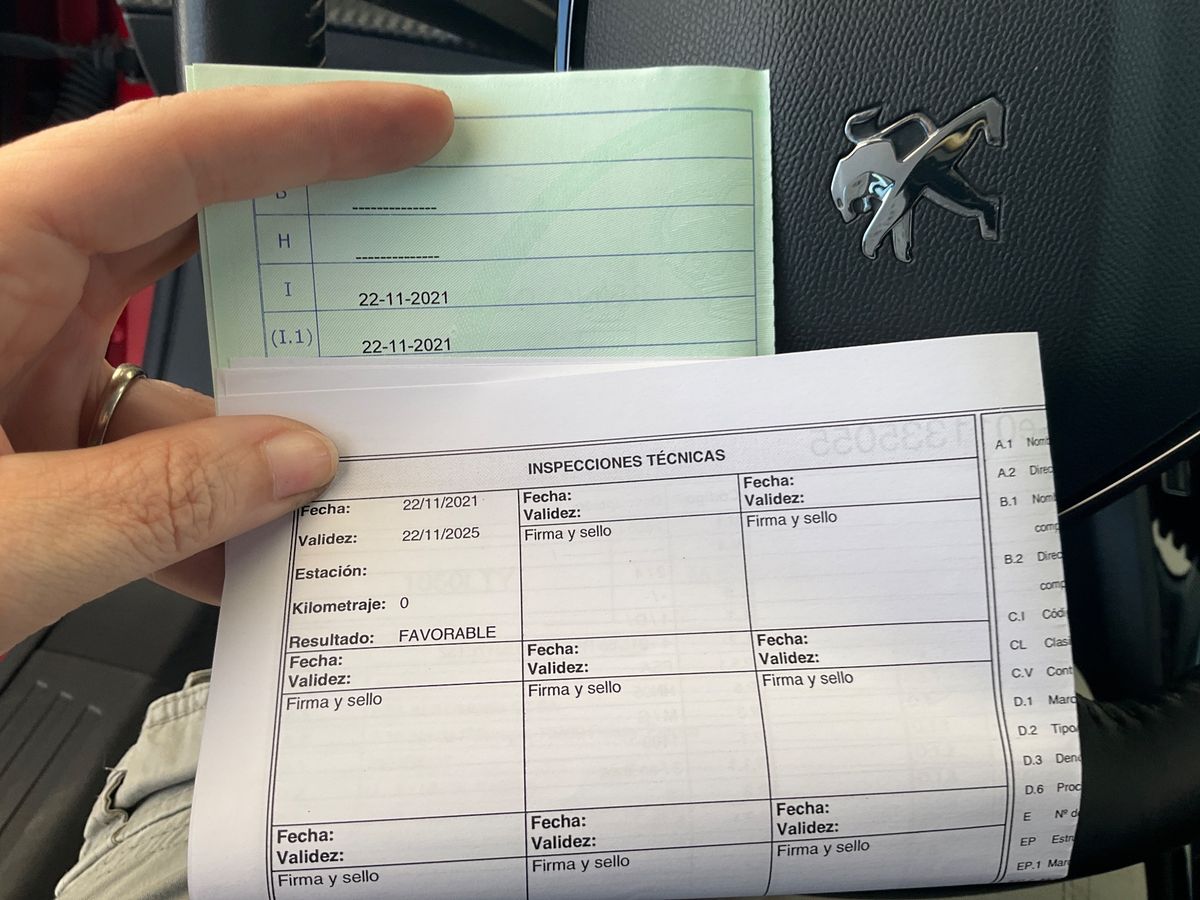 H
I 22-11-2021
(I.1) 22-11-2021
INSPECCIONES TÉCNICAS
Fecha: 22/11/2021
Validez: 22/11/2025
Estación:
Kilometraje: 0
Resultado: FAVORABLE
Fecha:
Validez:
Firma y sello
Fecha:
Validez:
Firma y sello
Fecha:
Validez:
Firma y sello
Fecha:
Validez:
Firma y sello
Fecha:
Validez:
Firma y sello
Fecha:
Validez:
Firma y sello
Fecha:
Validez:
Firma y sello
Fecha:
Validez:
Firma y sello
A.1
A.2
B.1
B.2
C.I
CL
C.V
D.1
D.2
D.3
D.6
E
EP
EP.1